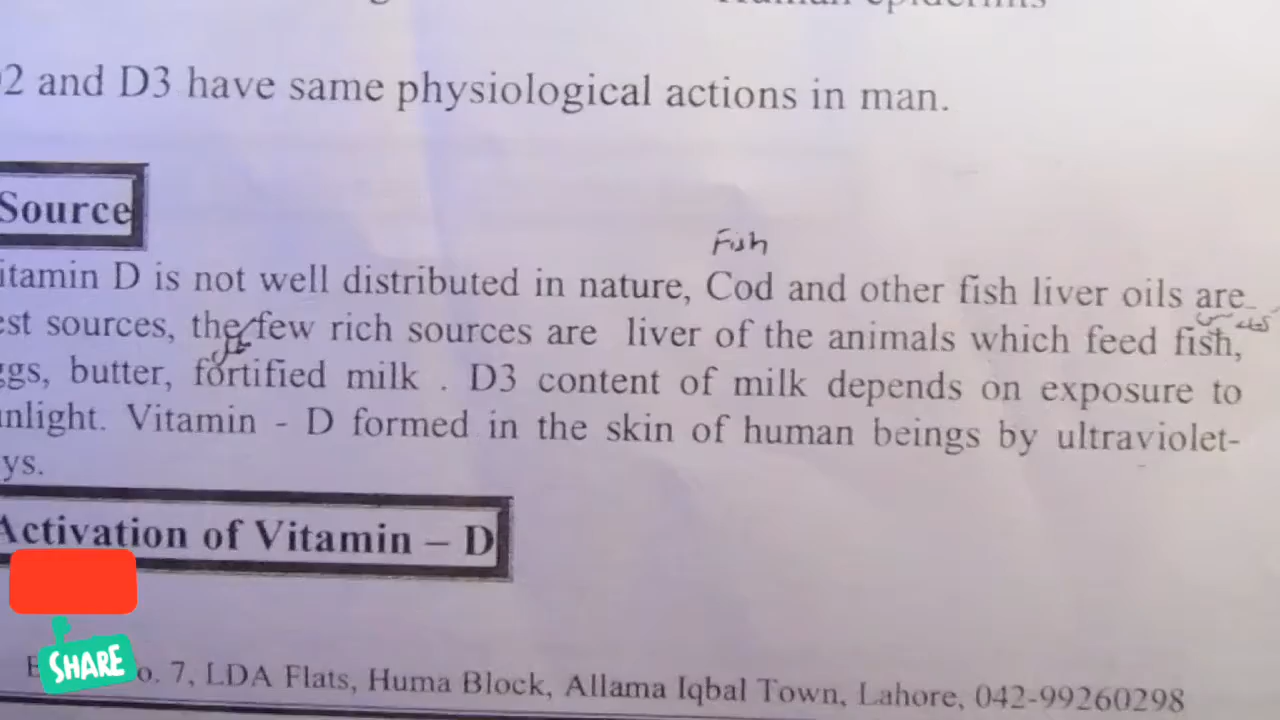 Human epidermis
2 and D3 have same physiological actions in man.
Source
Fish
itamin D is not well distributed in nature, Cod and other fish liver oils are
est sources, the few rich sources are liver of the animals which feed fish,
ggs, butter, fortified milk . D3 content of milk depends on exposure to
nlight. Vitamin - D formed in the skin of human beings by ultraviolet-
ys.
Activation of Vitamin – D
SHARE
o. 7, LDA Flats, Huma Block, Allama Iqbal Town, Lahore, 042-99260298